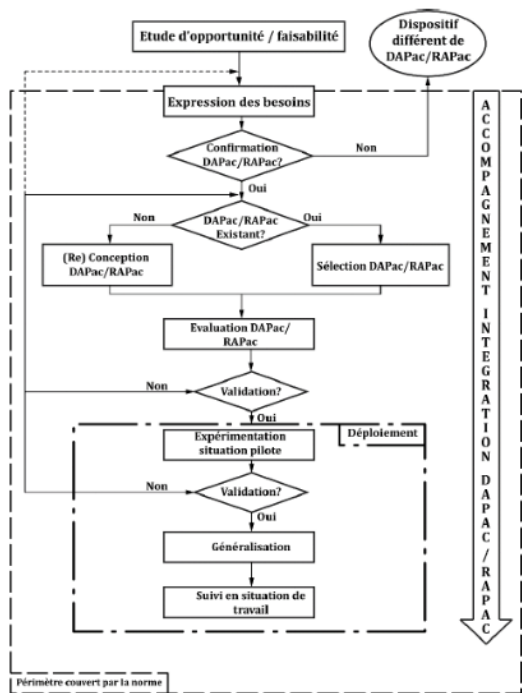 Etude d'opportunité / faisabilité
Dispositif
différent de
DAPac/RAPac
Expression des besoins
Confirmation
DAPac/RAPac?
Non
Oui
DAPac/RAPac
Existant?
Non
Oui
(Re) Conception
DAPac/RAPac
Sélection DAPac/RAPac
Evaluation DAPac/
RAPac
Validation?
Non
Oui
Déploiement
Expérimentation
situation pilote
Validation?
Non
Oui
Généralisation
Suivi en situation de
travail
Périmètre couvert par la norme
ACCOMPAGNEMENT INTEGRATION DAPAC/RAPAC